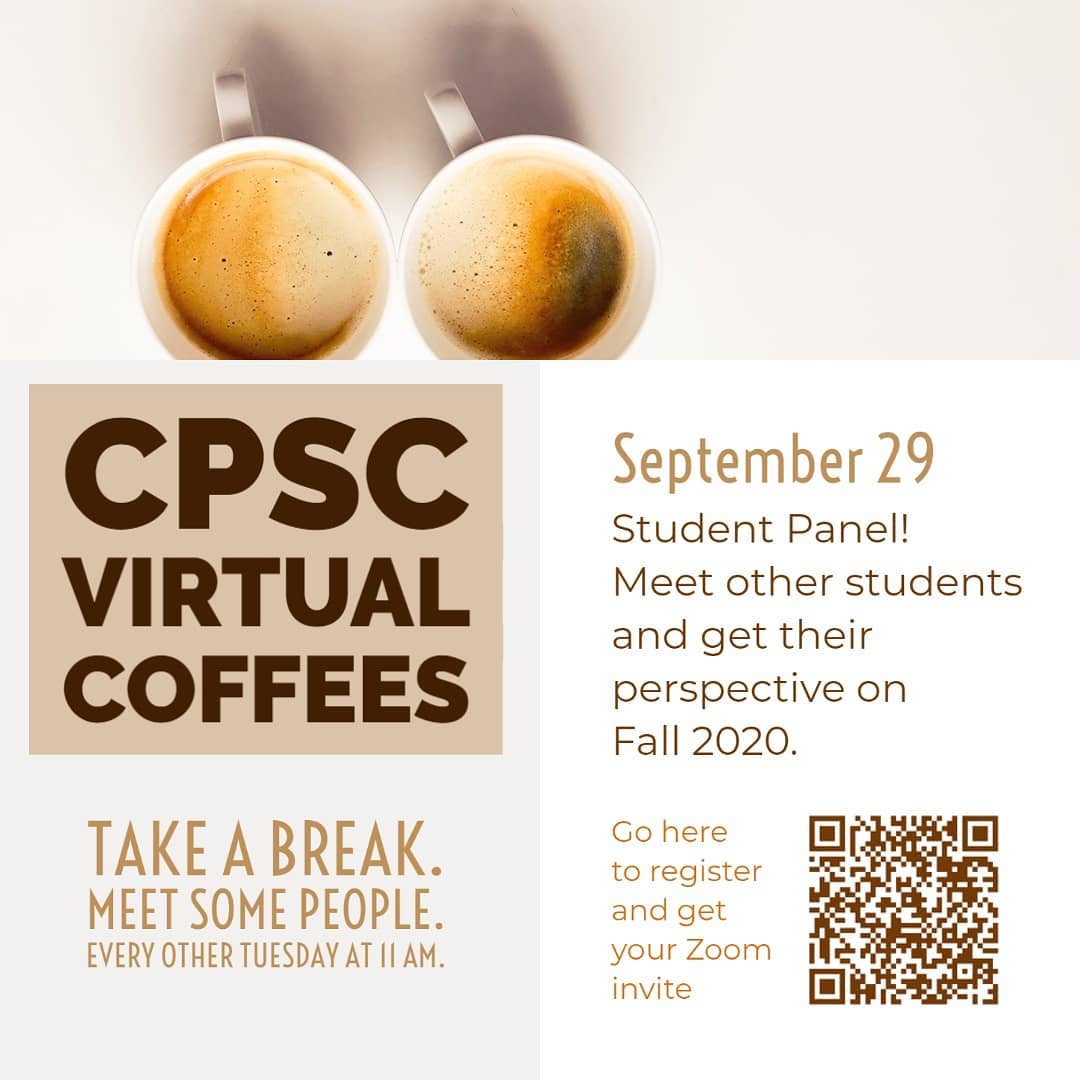 CPSC
VIRTUAL
COFFEES
TAKE A BREAK.
MEET SOME PEOPLE.
EVERY OTHER TUESDAY AT 11 AM.
September 29
Student Panel!
Meet other students
and get their
perspective on
Fall 2020.
Go here
to register
and get
your Zoom
invite